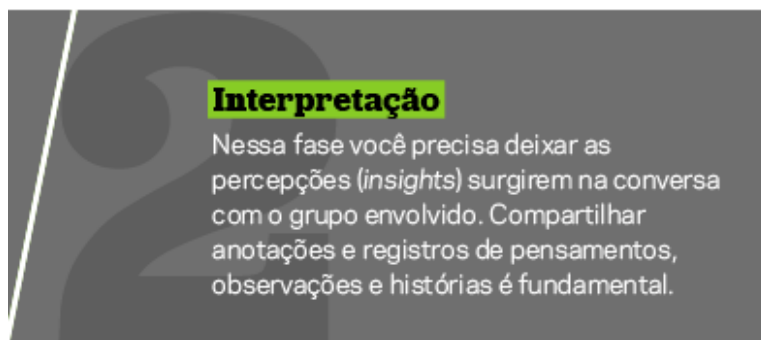 2
Interpretação
Nessa fase você precisa deixar as
percepções (insights) surgirem na conversa
com o grupo envolvido. Compartilhar
anotações e registros de pensamentos,
observações e histórias é fundamental.